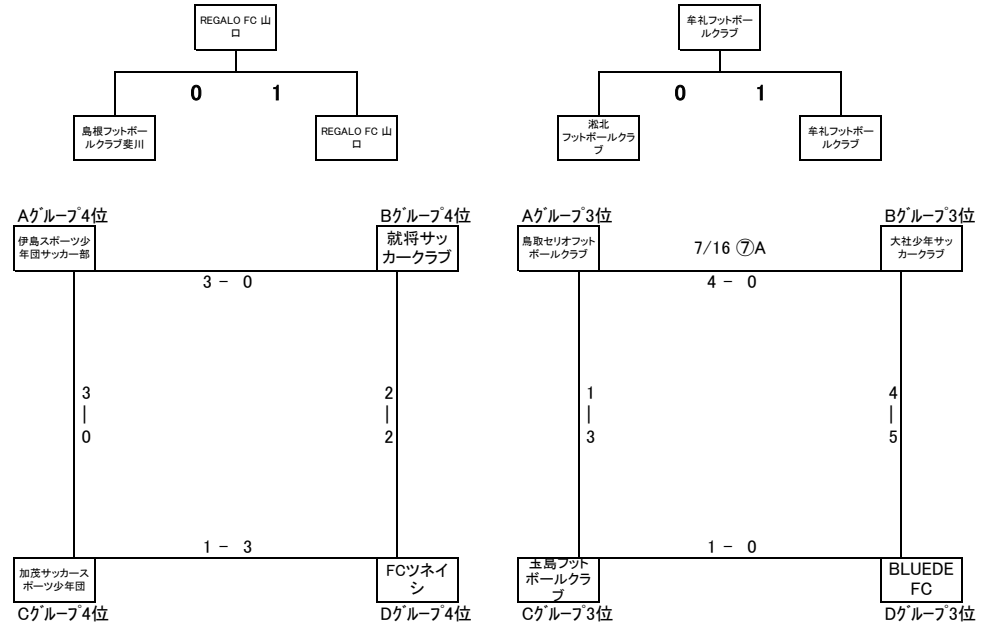 REGALO FC 山
口
牟礼フットボー
ルクラブ
0 1
0 1
島根フットボー
ルクラブ斐川
REGALO FC 山
口
淞北
フットボールクラ
ブ
牟礼フットボー
ルクラブ
Aグループ4位
Bグループ4位
Aグループ3位
Bグループ3位
伊島スポーツ少
年団サッカー部
就将サッ
カークラブ
鳥取セリオフット
ボールクラブ
7/16 ⑦A
大社少年サッ
カークラブ
3 - 0
4 - 0
3
|
0
2
|
2
1
|
3
4
|
5
1 - 3
1 - 0
加茂サッカース
ポーツ少年団
FCツネイ
シ
玉島フット
ボールクラ
ブ
BLUEDE
FC
Cグループ4位
Dグループ4位
Cグループ3位
Dグループ3位